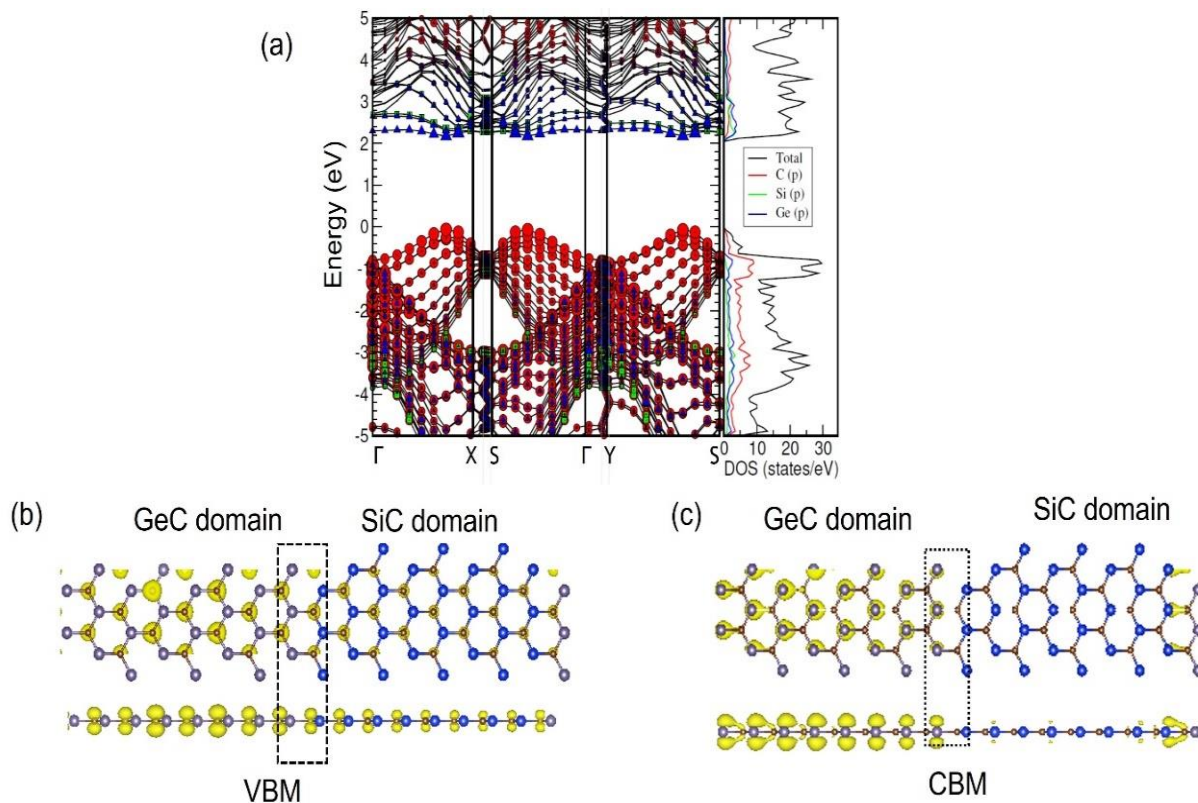 (a)
Energy (eV)
5
4
3
2
1
0
-1
-2
-3
-4
-5
Γ X S Γ Y S
Total
C (p)
Si (p)
Ge (p)
0 10 20 30
DOS (states/eV)
(b)
GeC domain SiC domain
VBM
(c)
GeC domain SiC domain
CBM